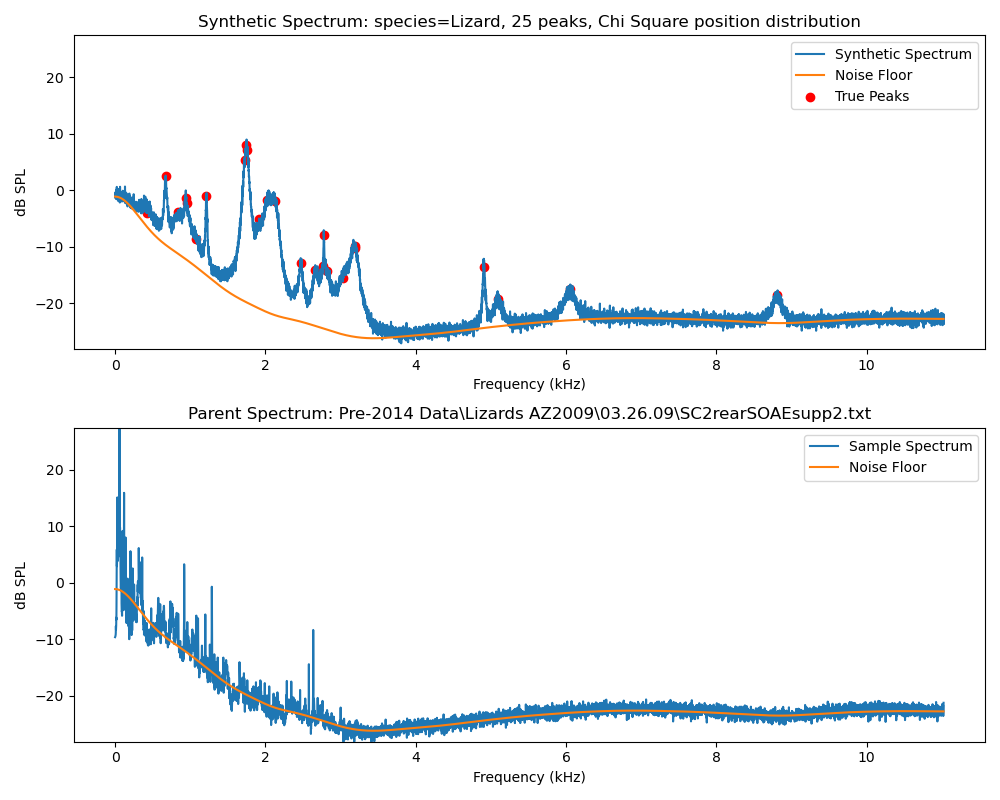 Synthetic Spectrum: species=Lizard, 25 peaks, Chi Square position distribution
dB SPL
20
10
0
−10
−20
Synthetic Spectrum
Noise Floor
True Peaks
0 2 4 6 8 10
Frequency (kHz)
Parent Spectrum: Pre-2014 Data\Lizards AZ2009\03.26.09\SC2rearSOAEsupp2.txt
dB SPL
20
10
0
−10
−20
Sample Spectrum
Noise Floor
0 2 4 6 8 10
Frequency (kHz)